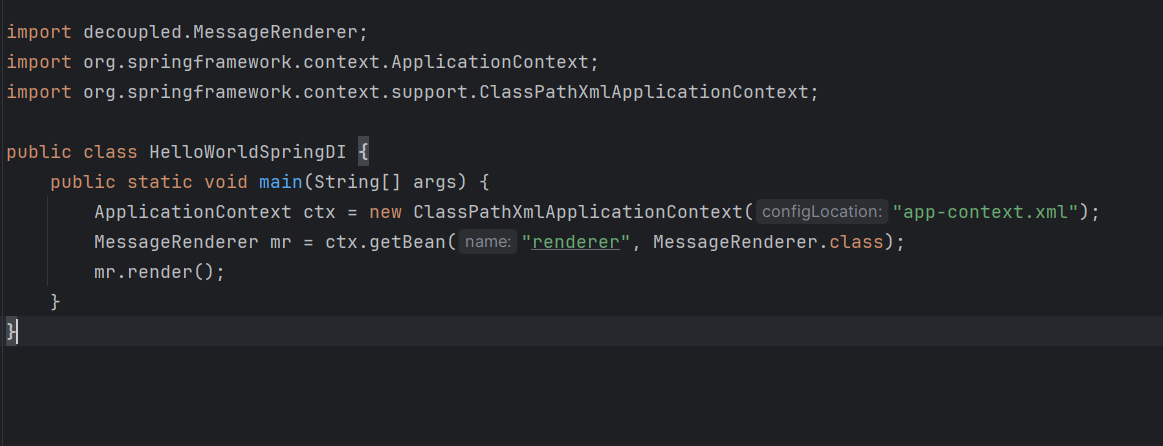 import decoupled.MessageRenderer;
import org.springframework.context.ApplicationContext;
import org.springframework.context.support.ClassPathXmlApplicationContext;
public class HelloWorldSpringDI {
public static void main(String[] args) {
ApplicationContext ctx = new ClassPathXmlApplicationContext( configLocation: "app-context.xml");
MessageRenderer mr = ctx.getBean( name: "renderer", MessageRenderer.class);
mr.render();
}
}